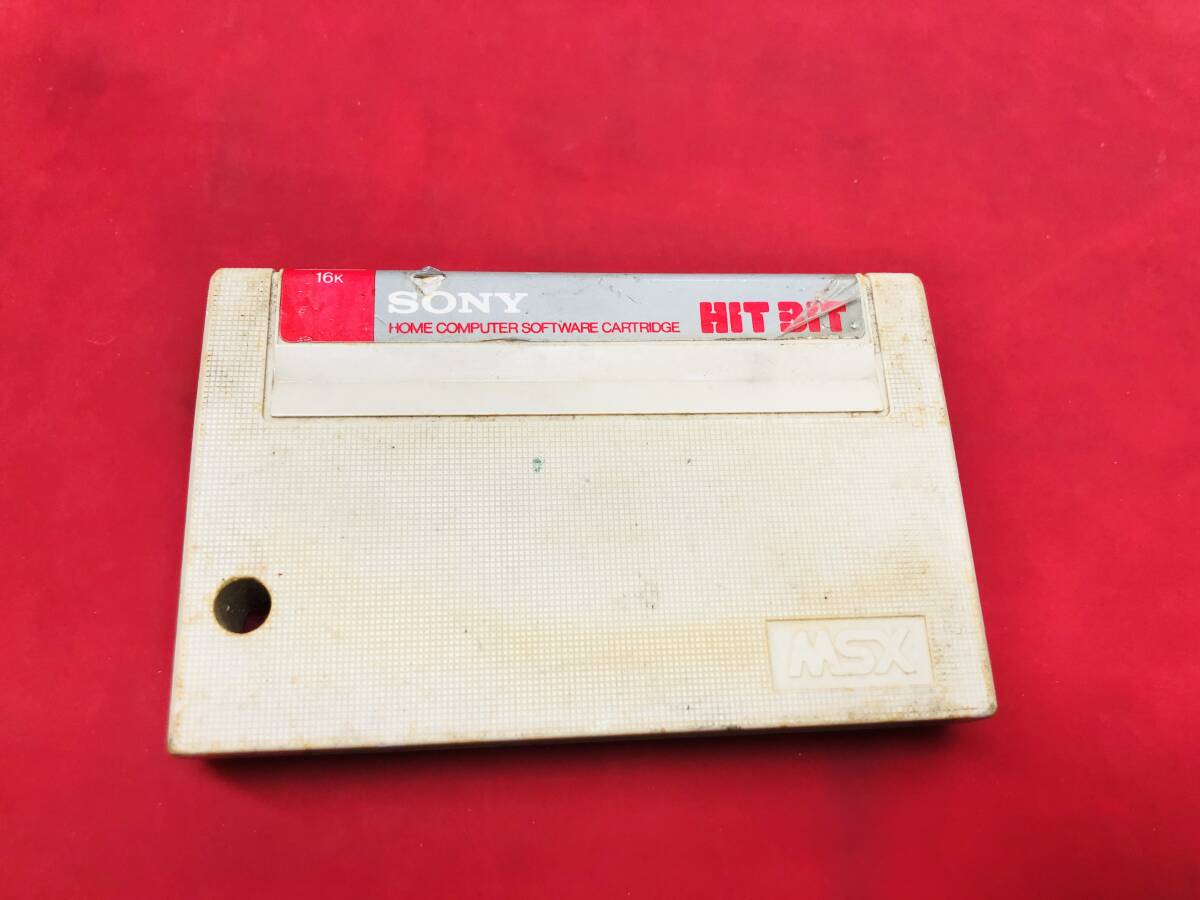 16K
SONY
HOME COMPUTER SOFTWARE CARTRIDGE
HIT BIT
MSX